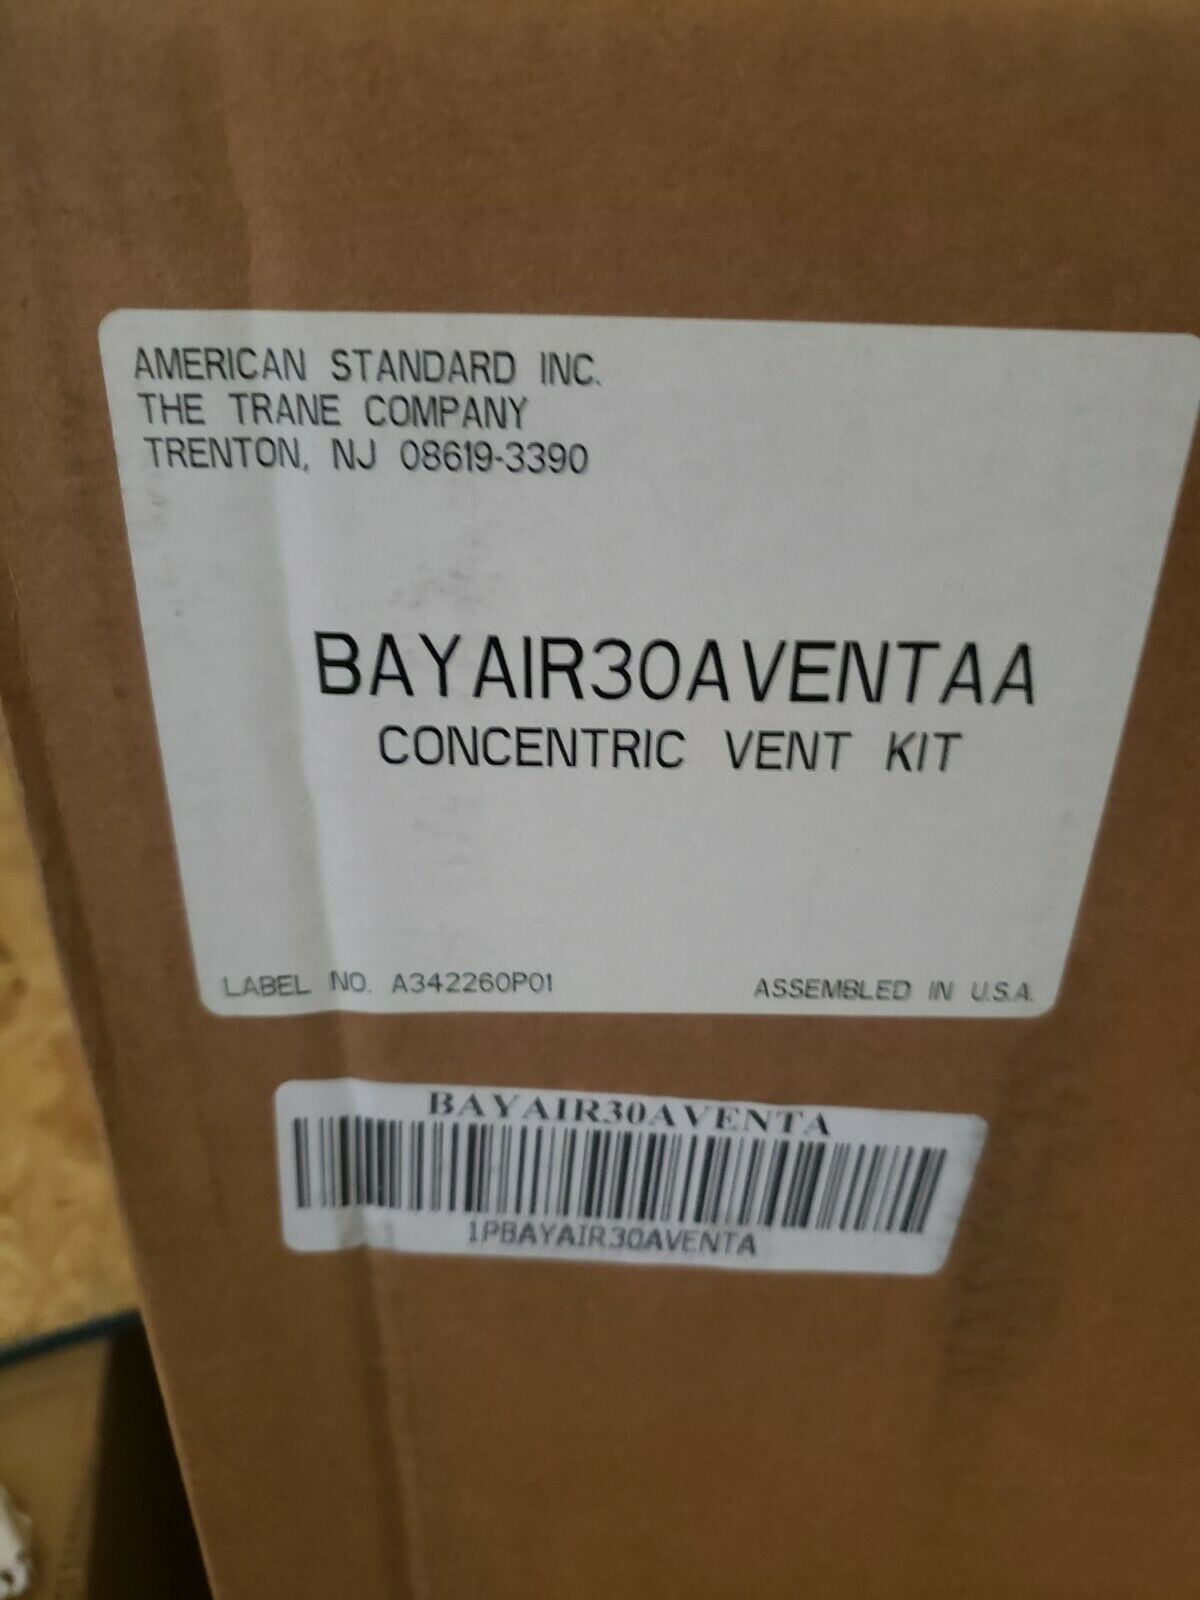 AMERICAN STANDARD INC.
THE TRANE COMPANY
TRENTON, NJ 08619-3390
BAYAIR30AVENTAA
CONCENTRIC VENT KIT
LABEL NO. A342260P01
ASSEMBLED IN U.S.A.
BAYAIR30AVENTA
1PBAYAIR30AVENTA